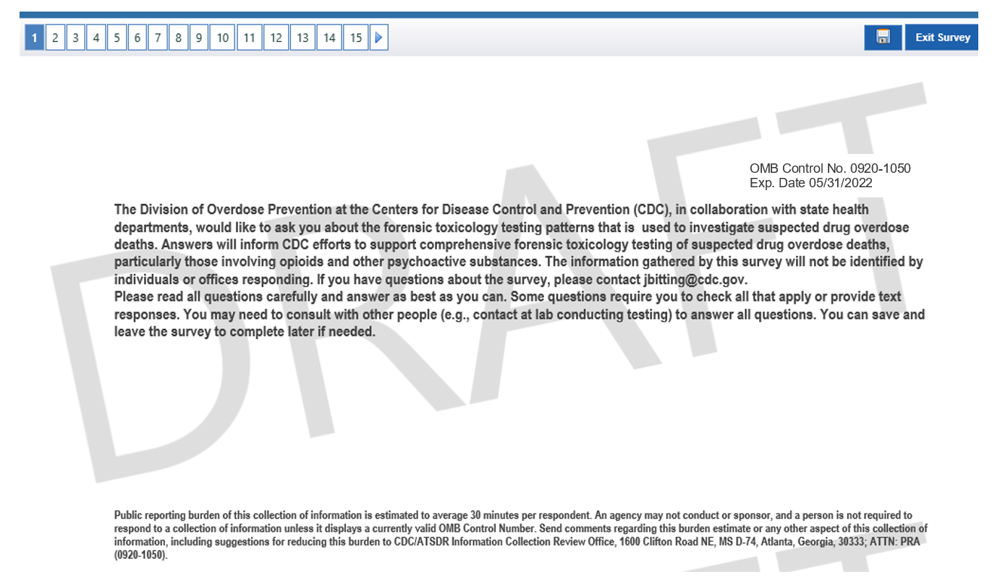 1 2 3 4 5 6 7 8 9 10 11 12 13 14 15 Exit Survey
DRAFT
OMB Control No. 0920-1050
Exp. Date 05/31/2022
The Division of Overdose Prevention at the Centers for Disease Control and Prevention (CDC), in collaboration with state health
departments, would like to ask you about the forensic toxicology testing patterns that is  used to investigate suspected drug overdose
deaths. Answers will inform CDC efforts to support comprehensive forensic toxicology testing of suspected drug overdose deaths,
particularly those involving opioids and other psychoactive substances. The information gathered by this survey will not be identified by
individuals or offices responding. If you have questions about the survey, please contact jbitting@cdc.gov.
Please read all questions carefully and answer as best as you can. Some questions require you to check all that apply or provide text
responses. You may need to consult with other people (e.g., contact at lab conducting testing) to answer all questions. You can save and
leave the survey to complete later if needed.
Public reporting burden of this collection of information is estimated to average 30 minutes per respondent. An agency may not conduct or sponsor, and a person is not required to
respond to a collection of information unless it displays a currently valid OMB Control Number. Send comments regarding this burden estimate or any other aspect of this collection of
information, including suggestions for reducing this burden to CDC/ATSDR Information Collection Review Office, 1600 Clifton Road NE, MS D-74, Atlanta, Georgia, 30333; ATTN: PRA
(0920-1050).